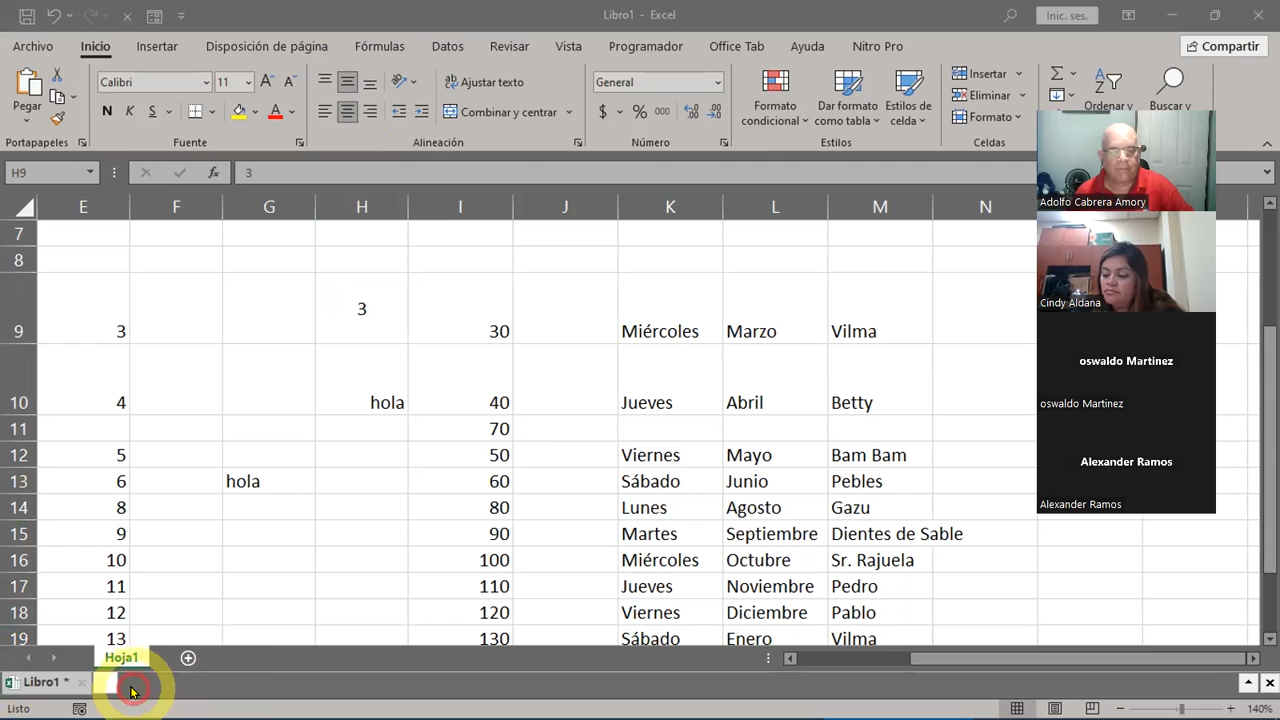 Libro1 - Excel
Inic. ses.
Archivo Inicio Insertar Disposición de página Fórmulas Datos Revisar Vista Programador Office Tab Ayuda Nitro Pro Compartir
Pegar
Calibri 11
N K S A
Ajustar texto
Combinar y centrar
General
$ % 000
Formato condicional
Dar formato como tabla
Estilos de celda
Insertar
Eliminar
Formato
Ordenar y
Buscar y
Portapapeles Fuente Alineación Número Estilos Celdas
H9 fx 3
E F G H I J K L M N
7
8
9 3 3 30 Miércoles Marzo Vilma
10 4 hola 40 Jueves Abril Betty
11 70
12 5 50 Viernes Mayo Bam Bam
13 6 hola 60 Sábado Junio Pebles
14 8 80 Lunes Agosto Gazu
15 9 90 Martes Septiembre Dientes de Sable
16 10 100 Miércoles Octubre Sr. Rajuela
17 11 110 Jueves Noviembre Pedro
18 12 120 Viernes Diciembre Pablo
19 13 130 Sábado Enero Vilma
Adolfo Cabrera Amory
Cindy Aldana
oswaldo Martinez
oswaldo Martinez
Alexander Ramos
Alexander Ramos
Hoja1
Libro1 *
Listo
140%